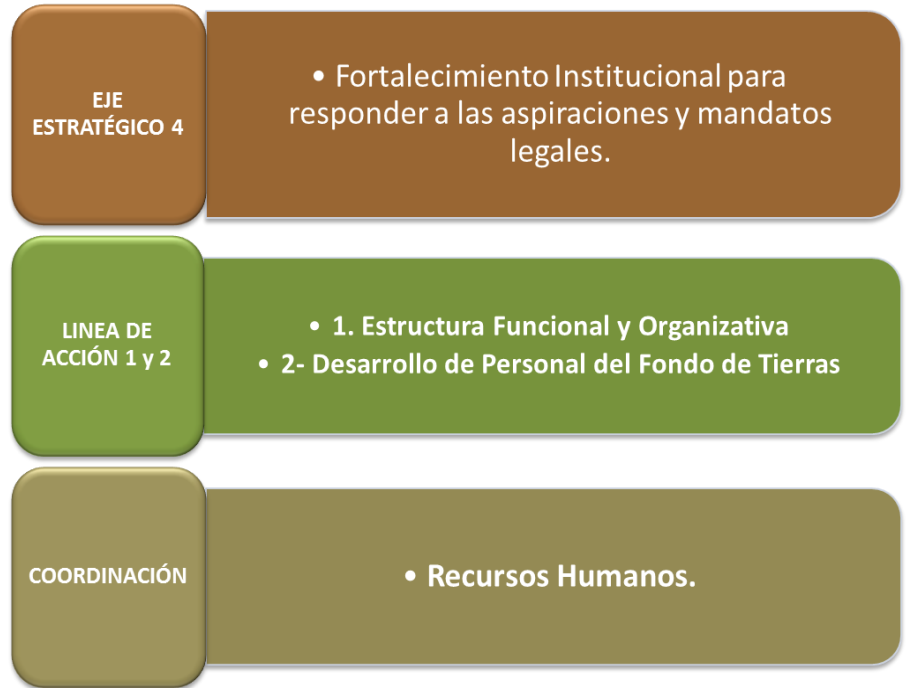 EJE
ESTRATÉGICO 4
• Fortalecimiento Institucional para
responder a las aspiraciones y mandatos
legales.
LINEA DE
ACCIÓN 1 y 2
• 1. Estructura Funcional y Organizativa
• 2- Desarrollo de Personal del Fondo de Tierras
COORDINACIÓN
• Recursos Humanos.